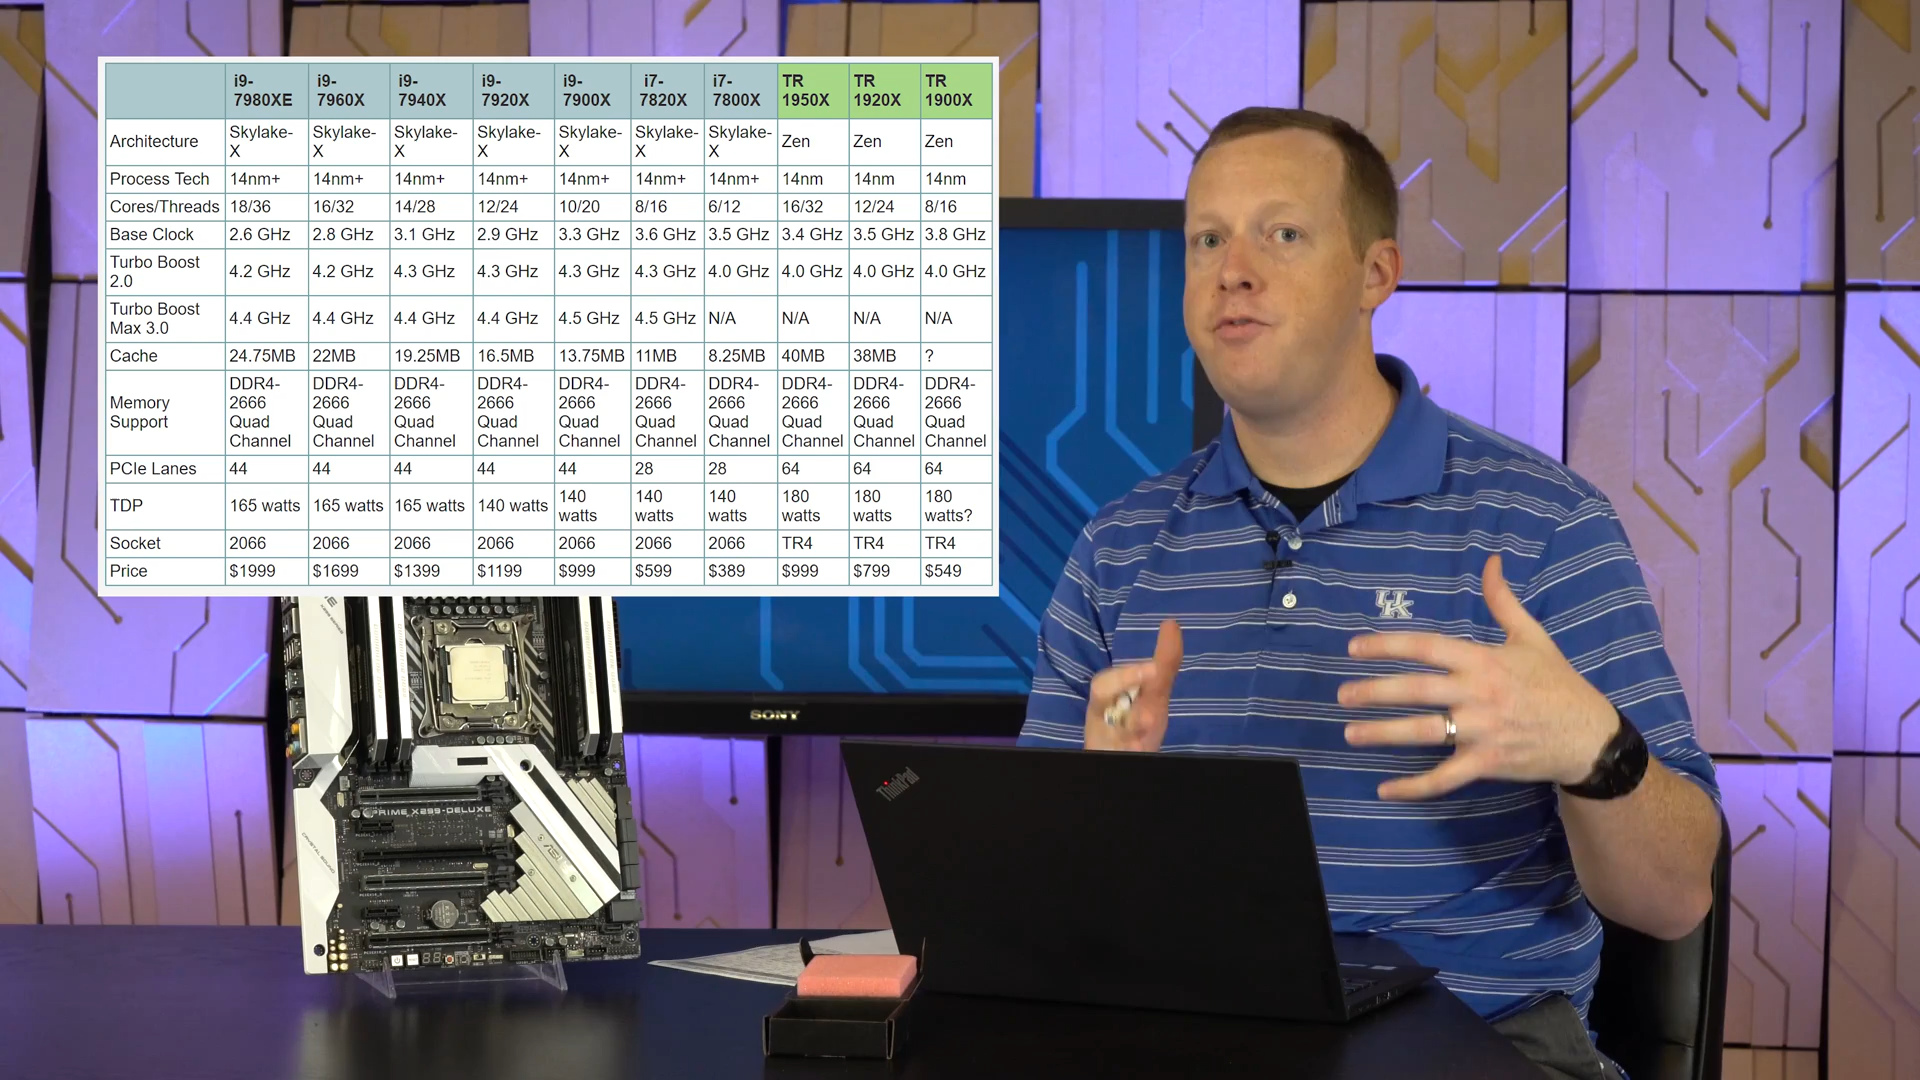 i9-7980XE i9-7960X i9-7940X i9-7920X i9-7900X i7-7820X i7-7800X TR 1950X TR 1920X TR 1900X
Architecture Skylake-X Skylake-X Skylake-X Skylake-X Skylake-X Skylake-X Skylake-X Zen Zen Zen
Process Tech 14nm+ 14nm+ 14nm+ 14nm+ 14nm+ 14nm+ 14nm+ 14nm 14nm 14nm
Cores/Threads 18/36 16/32 14/28 12/24 10/20 8/16 6/12 16/32 12/24 8/16
Base Clock 2.6 GHz 2.8 GHz 3.1 GHz 2.9 GHz 3.3 GHz 3.6 GHz 3.5 GHz 3.4 GHz 3.5 GHz 3.8 GHz
Turbo Boost 2.0 4.2 GHz 4.2 GHz 4.3 GHz 4.3 GHz 4.3 GHz 4.3 GHz 4.0 GHz 4.0 GHz 4.0 GHz 4.0 GHz
Turbo Boost Max 3.0 4.4 GHz 4.4 GHz 4.4 GHz 4.4 GHz 4.5 GHz 4.5 GHz N/A N/A N/A N/A
Cache 24.75MB 22MB 19.25MB 16.5MB 13.75MB 11MB 8.25MB 40MB 38MB ?
Memory Support DDR4-2666 Quad Channel DDR4-2666 Quad Channel DDR4-2666 Quad Channel DDR4-2666 Quad Channel DDR4-2666 Quad Channel DDR4-2666 Quad Channel DDR4-2666 Quad Channel DDR4-2666 Quad Channel DDR4-2666 Quad Channel DDR4-2666 Quad Channel
PCIe Lanes 44 44 44 44 44 28 28 64 64 64
TDP 165 watts 165 watts 165 watts 140 watts 140 watts 140 watts 140 watts 180 watts 180 watts 180 watts?
Socket 2066 2066 2066 2066 2066 2066 2066 TR4 TR4 TR4
Price $1999 $1699 $1399 $1199 $999 $599 $389 $999 $799 $549
UK
SONY
ThinkPad
PRIME X299-DELUXE
CRYSTAL SOUND